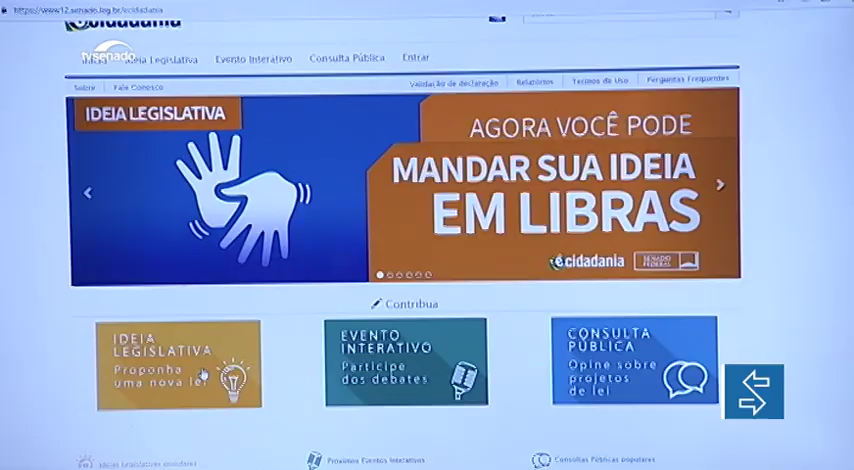 https://www12.senado.leg.br/ecidadania
ecidadania
tvsenado
Início
Ideia Legislativa
Evento Interativo
Consulta Pública
Entrar
Sobre
Fale Conosco
Validação de declaração
Relatórios
Termos de Uso
Perguntas Frequentes
IDEIA LEGISLATIVA
AGORA VOCÊ PODE
MANDAR SUA IDEIA
EM LIBRAS
ecidadania
SENADO
FEDERAL
Contribua
IDEIA
LEGISLATIVA
Proponha
uma nova lei
EVENTO
INTERATIVO
Participe
dos debates
CONSULTA
PÚBLICA
Opine sobre
projetos
de lei
Ideias Legislativas populares
Próximos Eventos Interativos
Consultas Públicas populares